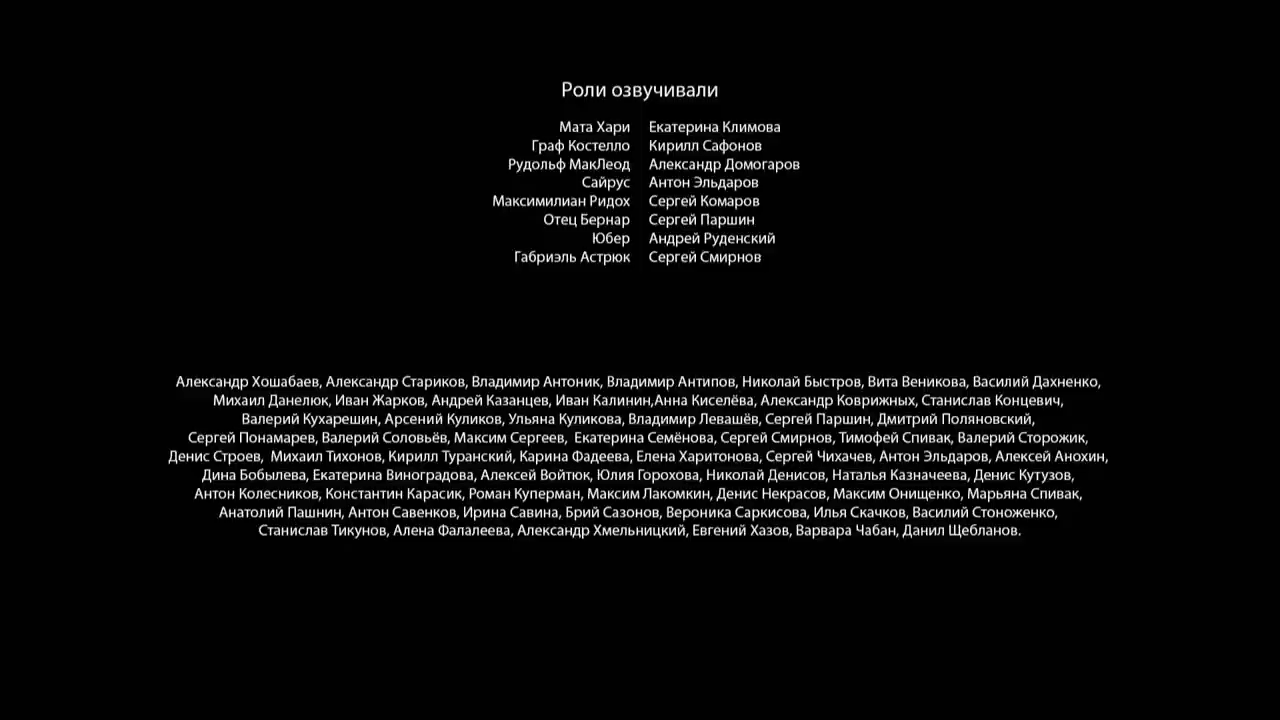 Роли озвучивали
Мата Хари Екатерина Климова
Граф Костелло Кирилл Сафонов
Рудольф МакЛеод Александр Домогаров
Сайрус Антон Эльдаров
Максимилиан Ридох Сергей Комаров
Отец Бернар Сергей Паршин
Юбер Андрей Руденский
Габриэль Астрюк Сергей Смирнов
Александр Хошабаев, Александр Стариков, Владимир Антоник, Владимир Антипов, Николай Быстров, Вита Веникова, Василий Дахненко,
Михаил Данелюк, Иван Жарков, Андрей Казанцев, Иван Калинин,Анна Киселёва, Александр Коврижных, Станислав Концевич,
Валерий Кухарешин, Арсений Куликов, Ульяна Куликова, Владимир Левашёв, Сергей Паршин, Дмитрий Поляновский,
Сергей Понамарев, Валерий Соловьёв, Максим Сергеев, Екатерина Семёнова, Сергей Смирнов, Тимофей Спивак, Валерий Сторожик,
Денис Строев, Михаил Тихонов, Кирилл Туранский, Карина Фадеева, Елена Харитонова, Сергей Чихачев, Антон Эльдаров, Алексей Анохин,
Дина Бобылева, Екатерина Виноградова, Алексей Войтюк, Юлия Горохова, Николай Денисов, Наталья Казначеева, Денис Кутузов,
Антон Колесников, Константин Карасик, Роман Куперман, Максим Лакомкин, Денис Некрасов, Максим Онищенко, Марьяна Спивак,
Анатолий Пашнин, Антон Савенков, Ирина Савина, Брий Сазонов, Вероника Саркисова, Илья Скачков, Василий Стоноженко,
Станислав Тикунов, Алена Фалалеева, Александр Хмельницкий, Евгений Хазов, Варвара Чабан, Данил Щебланов.